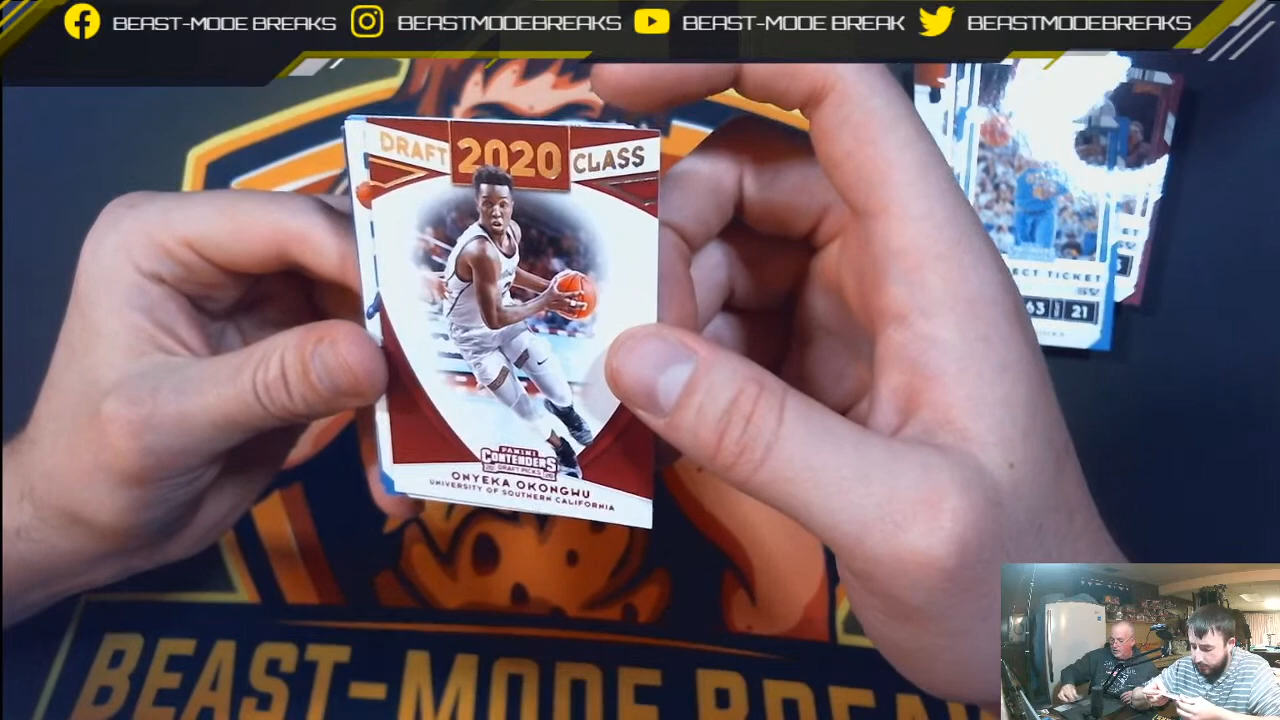 BEAST-MODE BREAKS
BEASTMODEBREAKS
BEAST-MODE BREAK
BEASTMODEBREAKS
DRAFT 2020 CLASS
PANINI
CONTENDERS
DRAFT PICKS
ONYEKA OKONGWU
UNIVERSITY OF SOUTHERN CALIFORNIA
ECT TICKET
63 21
BEAST-MODE BREA